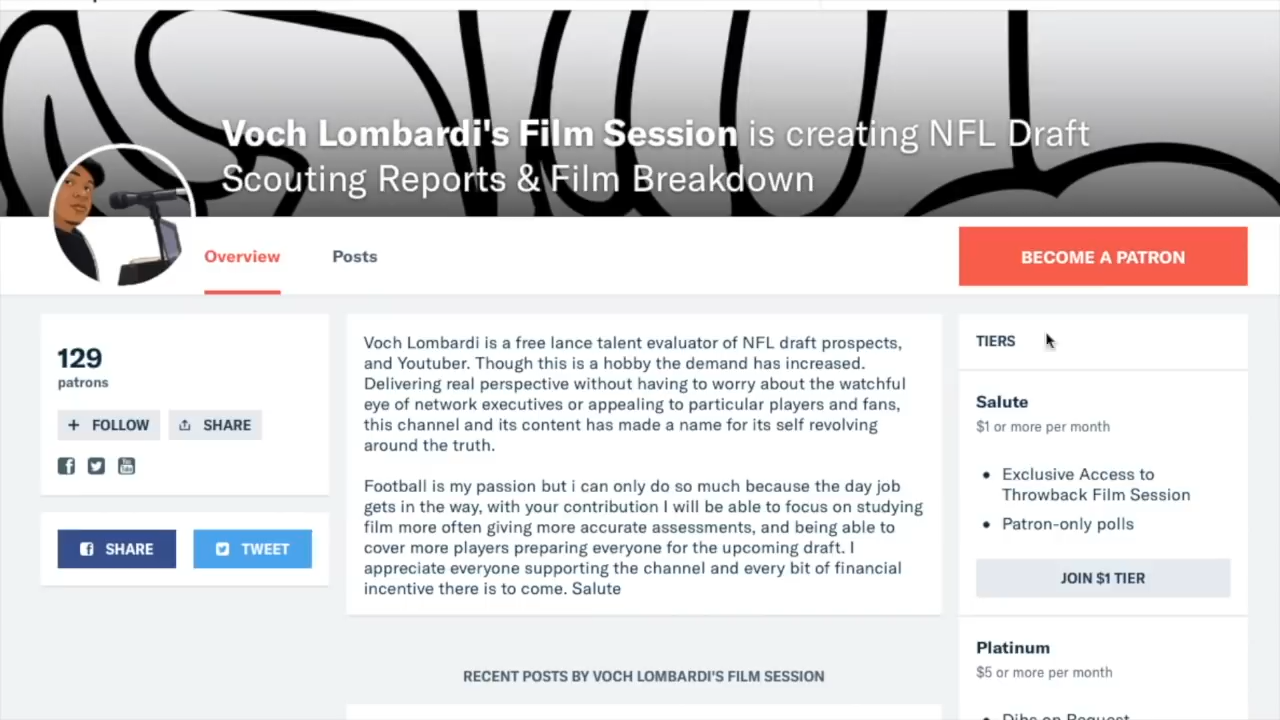 Voch Lombardi's Film Session is creating NFL Draft
Scouting Reports & Film Breakdown
Overview
Posts
BECOME A PATRON
129
patrons
+ FOLLOW
SHARE
SHARE
TWEET
Voch Lombardi is a free lance talent evaluator of NFL draft prospects,
and Youtuber. Though this is a hobby the demand has increased.
Delivering real perspective without having to worry about the watchful
eye of network executives or appealing to particular players and fans,
this channel and its content has made a name for its self revolving
around the truth.
Football is my passion but i can only do so much because the day job
gets in the way, with your contribution I will be able to focus on studying
film more often giving more accurate assessments, and being able to
cover more players preparing everyone for the upcoming draft. I
appreciate everyone supporting the channel and every bit of financial
incentive there is to come. Salute
RECENT POSTS BY VOCH LOMBARDI'S FILM SESSION
TIERS
Salute
$1 or more per month
• Exclusive Access to
Throwback Film Session
• Patron-only polls
JOIN $1 TIER
Platinum
$5 or more per month
• Dibs on Request